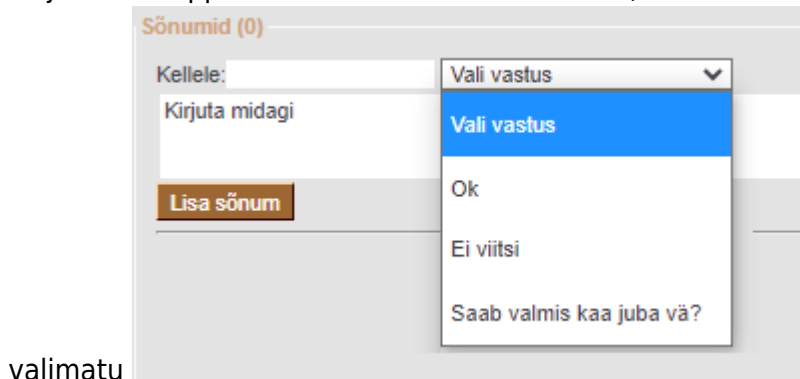 Sõnumid (0)
Kellele:
Vali vastus
Kirjuta midagi
Vali vastus
Lisa sõnum
Ok
Ei viitsi
Saab valmis kaa juba vä?
valimatu